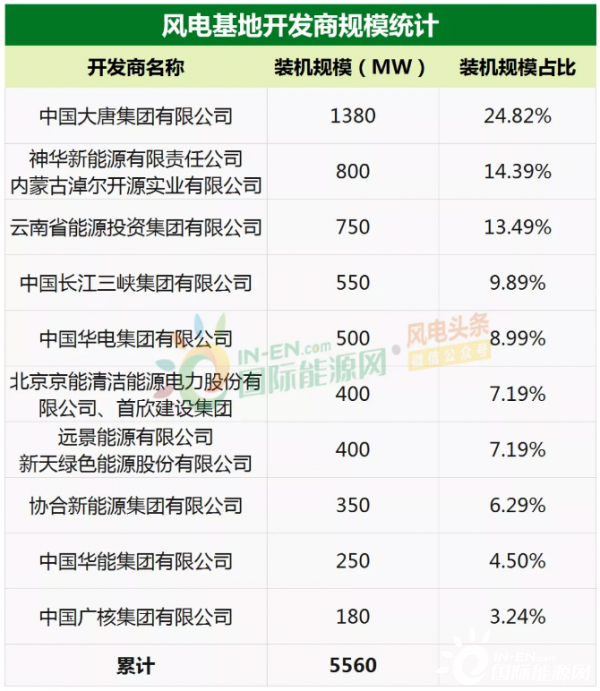 风电基地开发商规模统计
开发商名称 装机规模（MW） 装机规模占比
中国大唐集团有限公司 1380 24.82%
神华新能源有限责任公司
内蒙古淖尔开源实业有限公司 800 14.39%
云南省能源投资集团有限公司 750 13.49%
中国长江三峡集团有限公司 550 9.89%
中国华电集团有限公司 500 8.99%
IN-EN.com
国际能源网
风电头条
微信公众号
北京京能清洁能源电力股份有
限公司、首欣建设集团 400 7.19%
远景能源有限公司
新天绿色能源股份有限公司 400 7.19%
协合新能源集团有限公司 350 6.29%
中国华能集团有限公司 250 4.50%
中国广核集团有限公司 180 3.24%
累计 5560
IN-EN.com
国际能源网